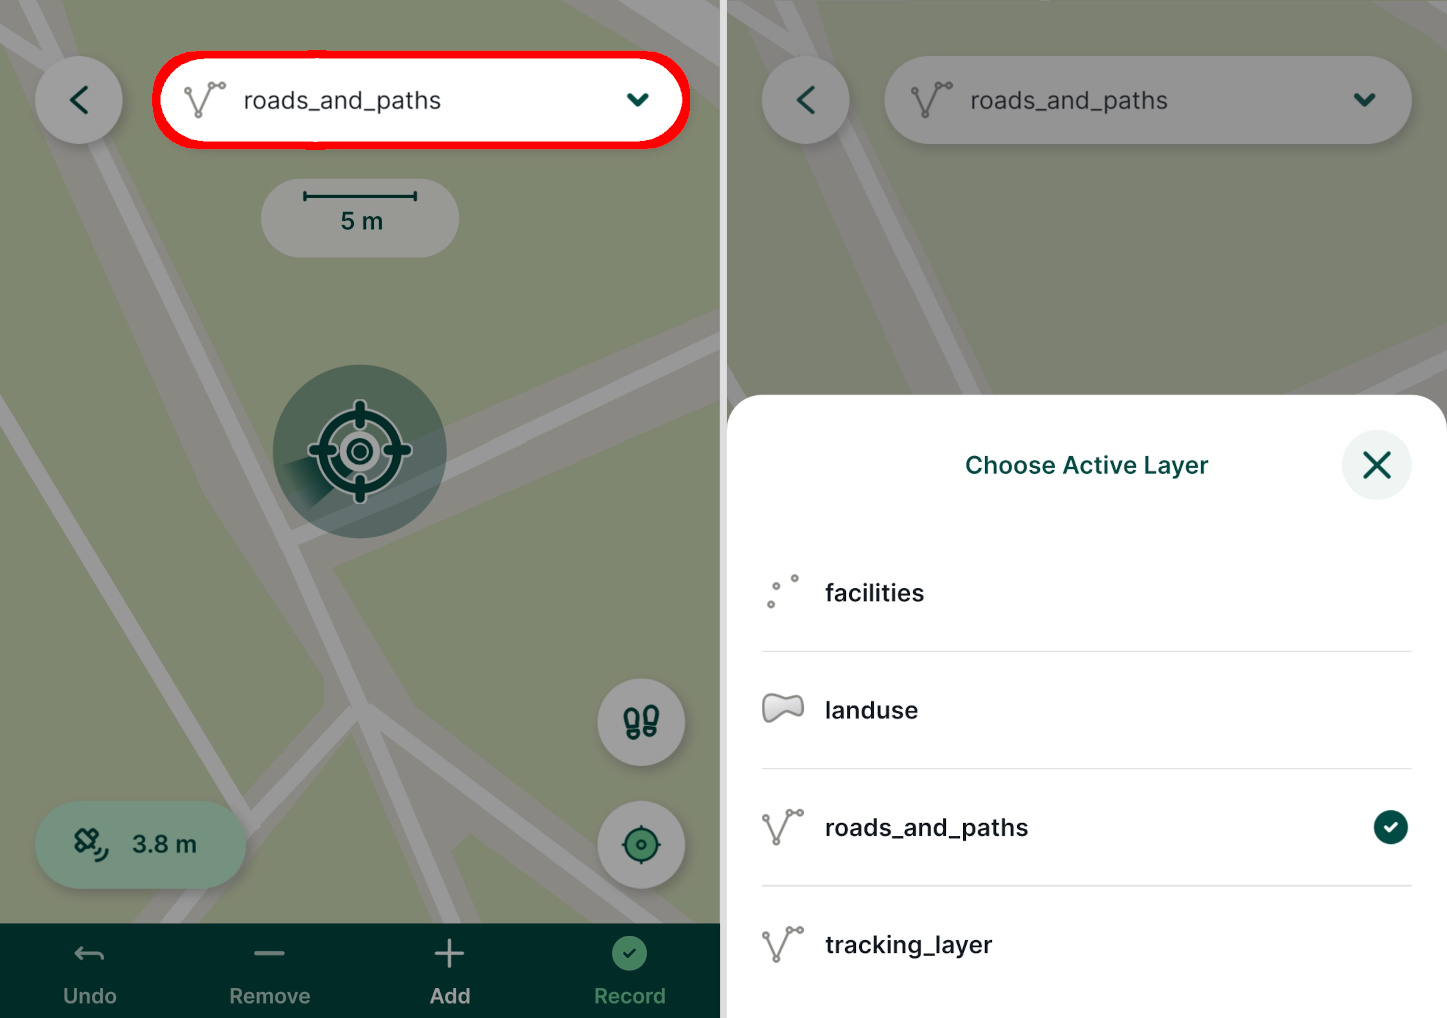 roads_and_paths
5 m
3.8 m
Undo
Remove
Add
Record
roads_and_paths
Choose Active Layer
facilities
landuse
roads_and_paths
tracking_layer